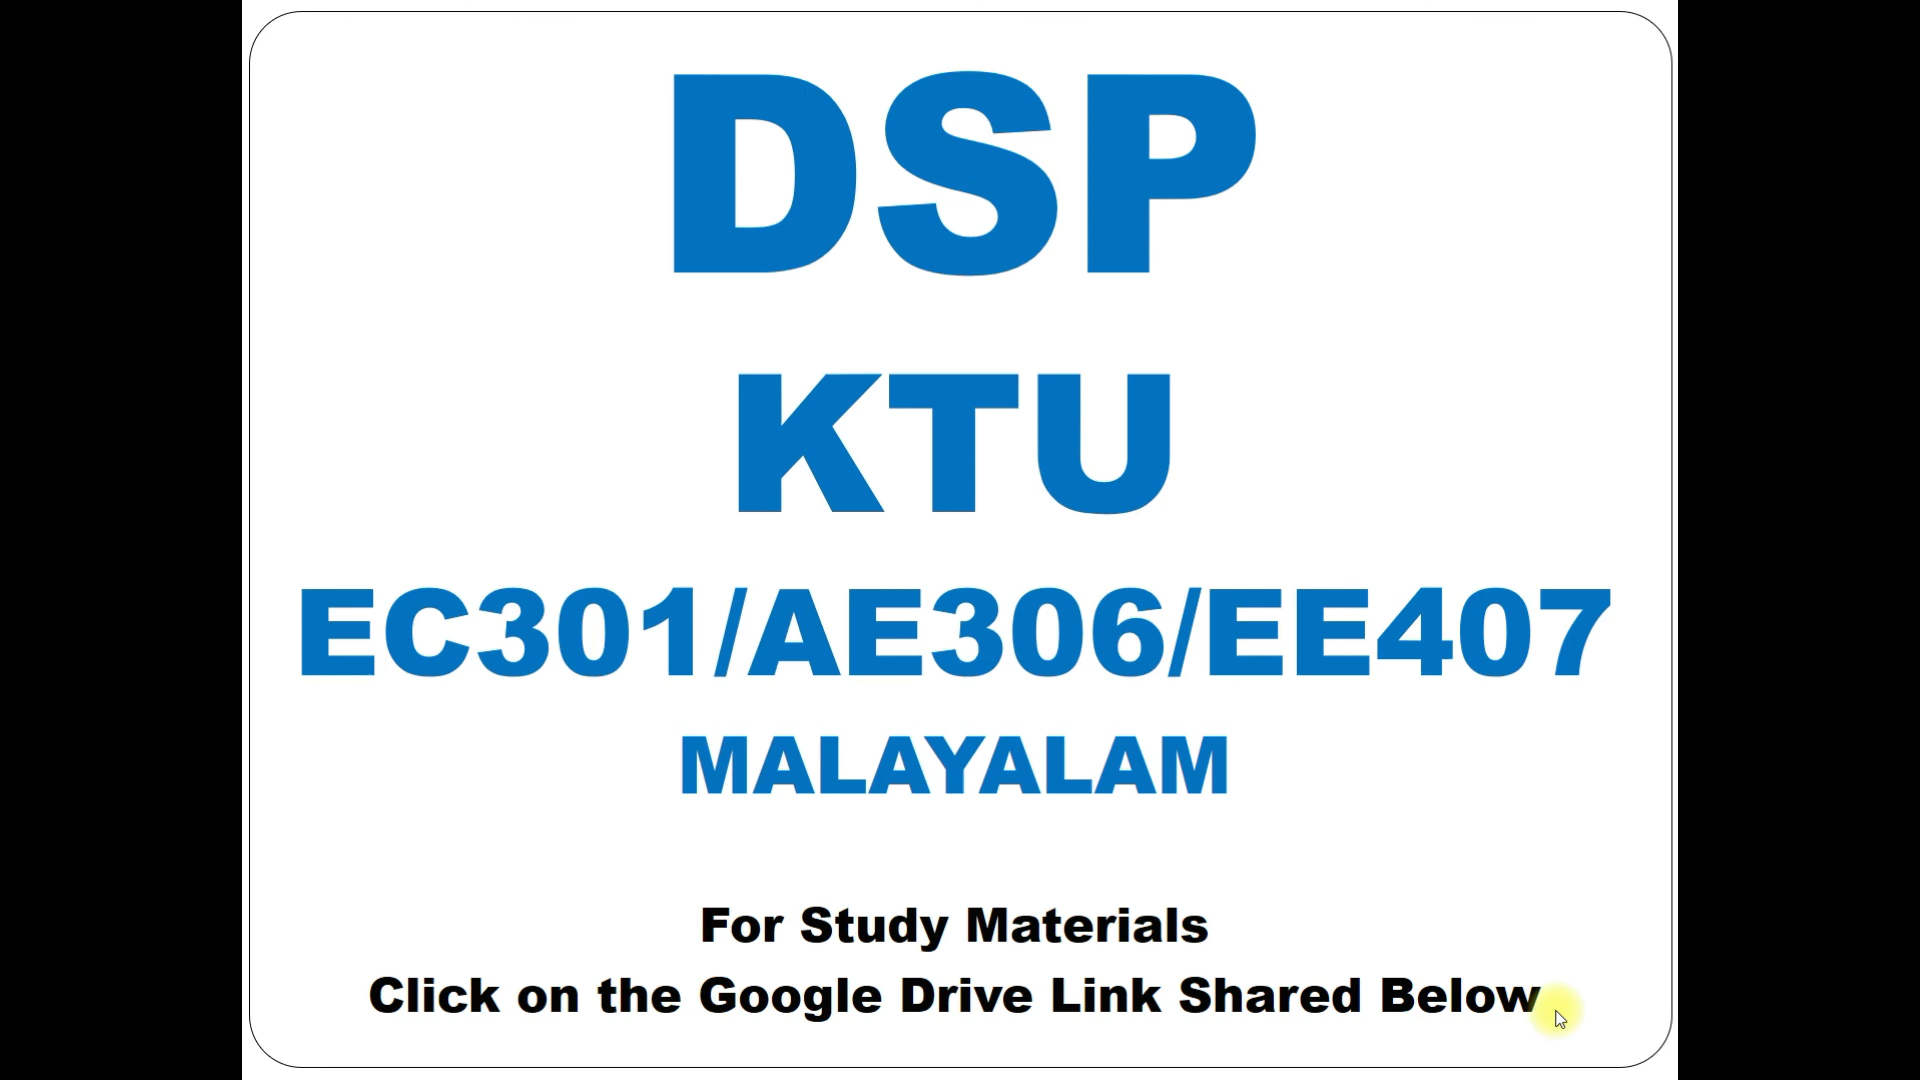 DSP
KTU
EC301/AE306/EE407
MALAYALAM
For Study Materials
Click on the Google Drive Link Shared Below